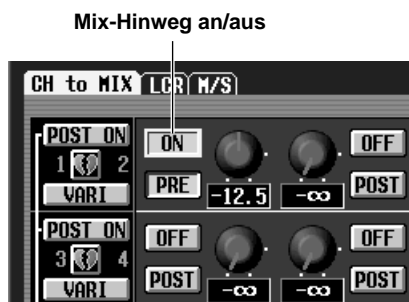 Mix-Hinweg an/aus
CH to MIX LCR M/S
POST ON ON OFF
1 2
VARI PRE -12.5 -∞ POST
POST ON OFF OFF
3 4
VARI POST -∞ -∞ POST